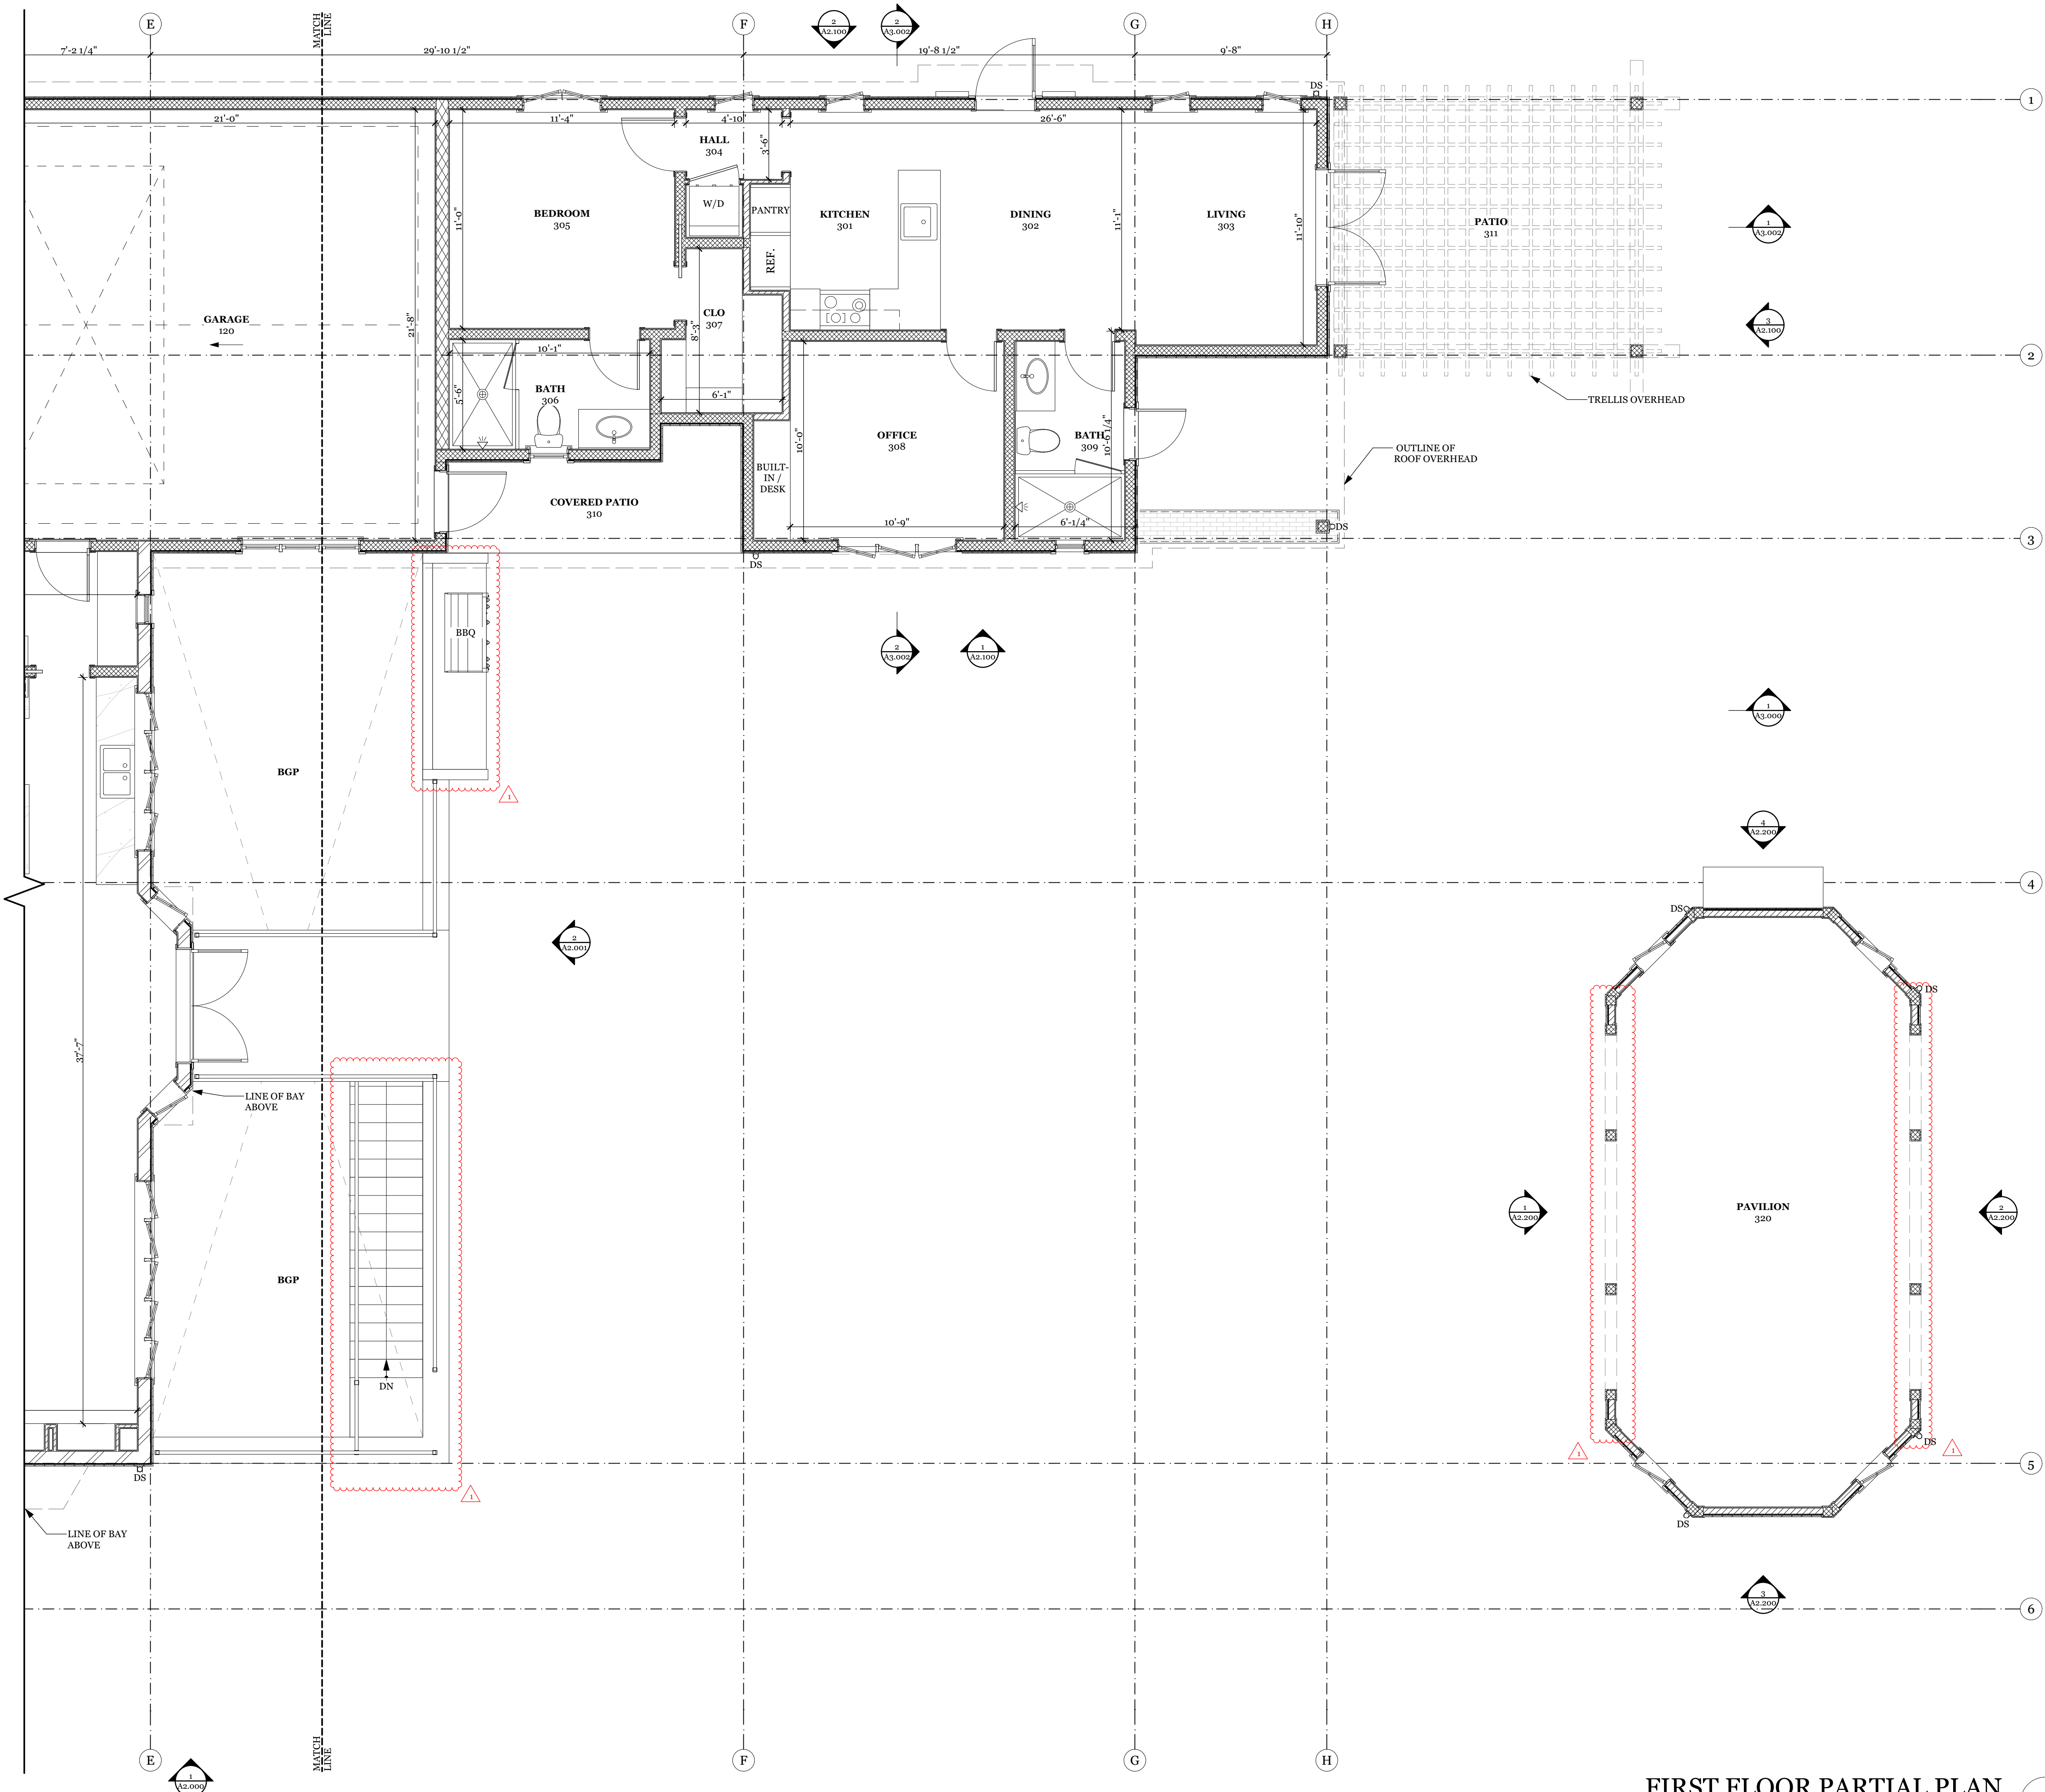 E
MATCH
LINE
F
2
A2.100
2
A3.002
G
H
7'-2 1/4"
29'-10 1/2"
19'-8 1/2"
9'-8"
DS
1
21'-0"
11'-4"
4'-10"
26'-6"
HALL
304
3'-6"
W/D
PANTRY
BEDROOM
305
11'-0"
KITCHEN
301
DINING
302
11'-1"
LIVING
303
11'-10"
PATIO
311
1
A3.002
REF.
GARAGE
120
21'-8"
CLO
307
8'-3"
3
A2.100
10'-1"
2
BATH
306
5'-6"
6'-1"
TRELLIS OVERHEAD
OFFICE
308
10'-0"
BATH
309
10'-6 1/4"
OUTLINE OF
ROOF OVERHEAD
BUILT-
IN /
DESK
COVERED PATIO
310
10'-9"
6'-1/4"
DS
3
DS
BBQ
2
A3.002
1
A2.100
1
A3.000
BGP
1
4
A2.200
4
DS
2
A2.001
DS
37'-7"
LINE OF BAY
ABOVE
1
A2.200
PAVILION
320
2
A2.200
BGP
DN
DS
1
1
DS
5
1
DS
LINE OF BAY
ABOVE
3
A2.200
6
E
MATCH
LINE
F
G
H
1
A2.000
FIRST FLOOR PARTIAL PLAN